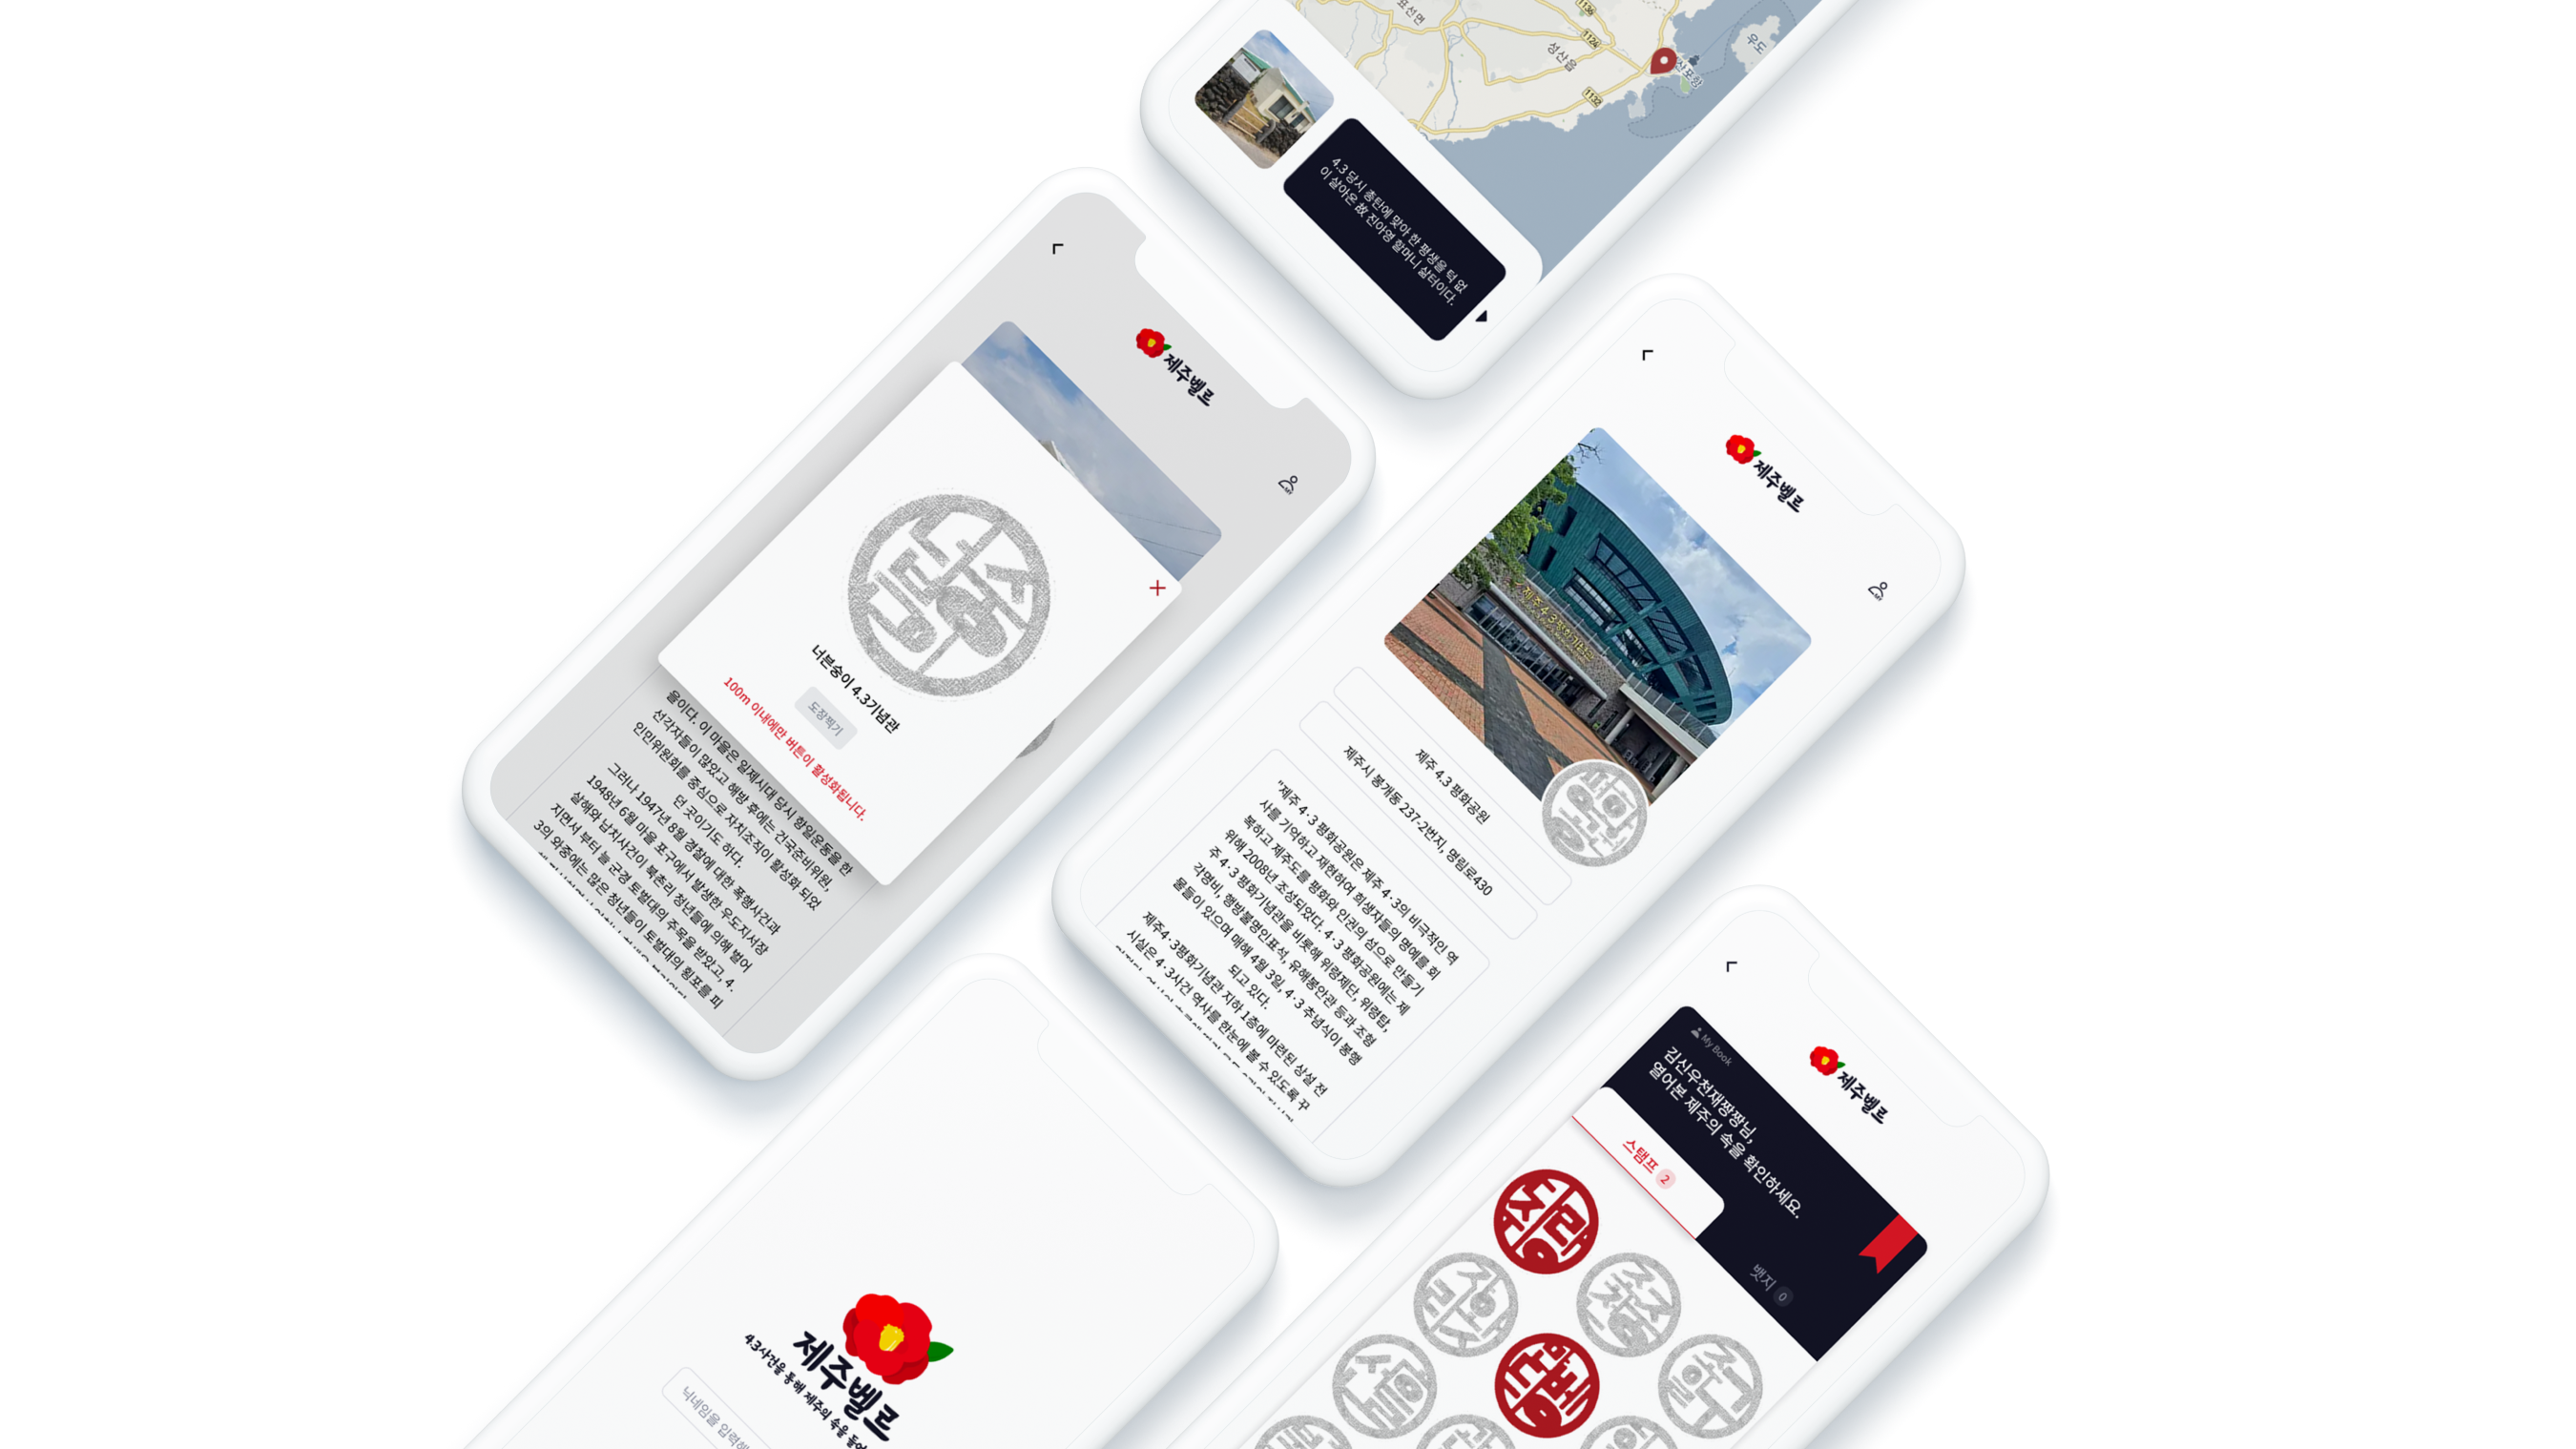 표선면
성산읍
1136
1124
1132
우도
4.3 당시 총탄에 맞아 한 평생을 턱 없
이 살아온 故 진아영 할머니 삶터이다.
제주벨르
MY
너븐숭이
너븐숭이 4.3기념관
도장찍기
100m 이내에만 버튼이 활성화됩니다.
을이다. 이 마을은 일제시대 당시 항일운동을 한
선각자들이 많았고 해방 후에는 건국준비위원,
인민위원회를 중심으로 자치조직이 활성화 되었
던 곳이기도 하다.
그러나 1947년 8월 경찰에 대한 폭행사건과
1948년 6월 마을 포구에서 발생한 우도지서장
살해와 납치사건이 북촌리 청년들에 의해 벌어
지면서 부터 늘 군경 토벌대의 주목을 받았고, 4.
3의 와중에는 많은 청년들이 토벌대의 횡포를 피
제주벨르
MY
제주4·3평화기념관
제주 4.3 평화공원
제주시 봉개동 237-2번지, 명림로430
"제주 4·3 평화공원은 제주 4·3의 비극적인 역
사를 기억하고 재현하여 희생자들의 명예를 회
복하고 제주도를 평화와 인권의 섬으로 만들기
위해 2008년 조성되었다. 4·3 평화공원에는 제
주 4·3 평화기념관을 비롯해 위령제단, 위령탑,
각명비, 행방불명인표석, 유해봉안관 등과 조형
물들이 있으며 매해 4월 3일, 4·3 추념식이 봉행
되고 있다.
제주4·3평화기념관 지하 1층에 마련된 상설 전
시실은 4·3사건 역사를 한눈에 볼 수 있도록 꾸
제주벨르
4.3사건을 통해 제주의 속을 들여
닉네임을 입력해
제주벨르
My Book
김신우천재짱짱님,
열어본 제주의 속을 확인하세요.
스탬프 2
뱃지 0